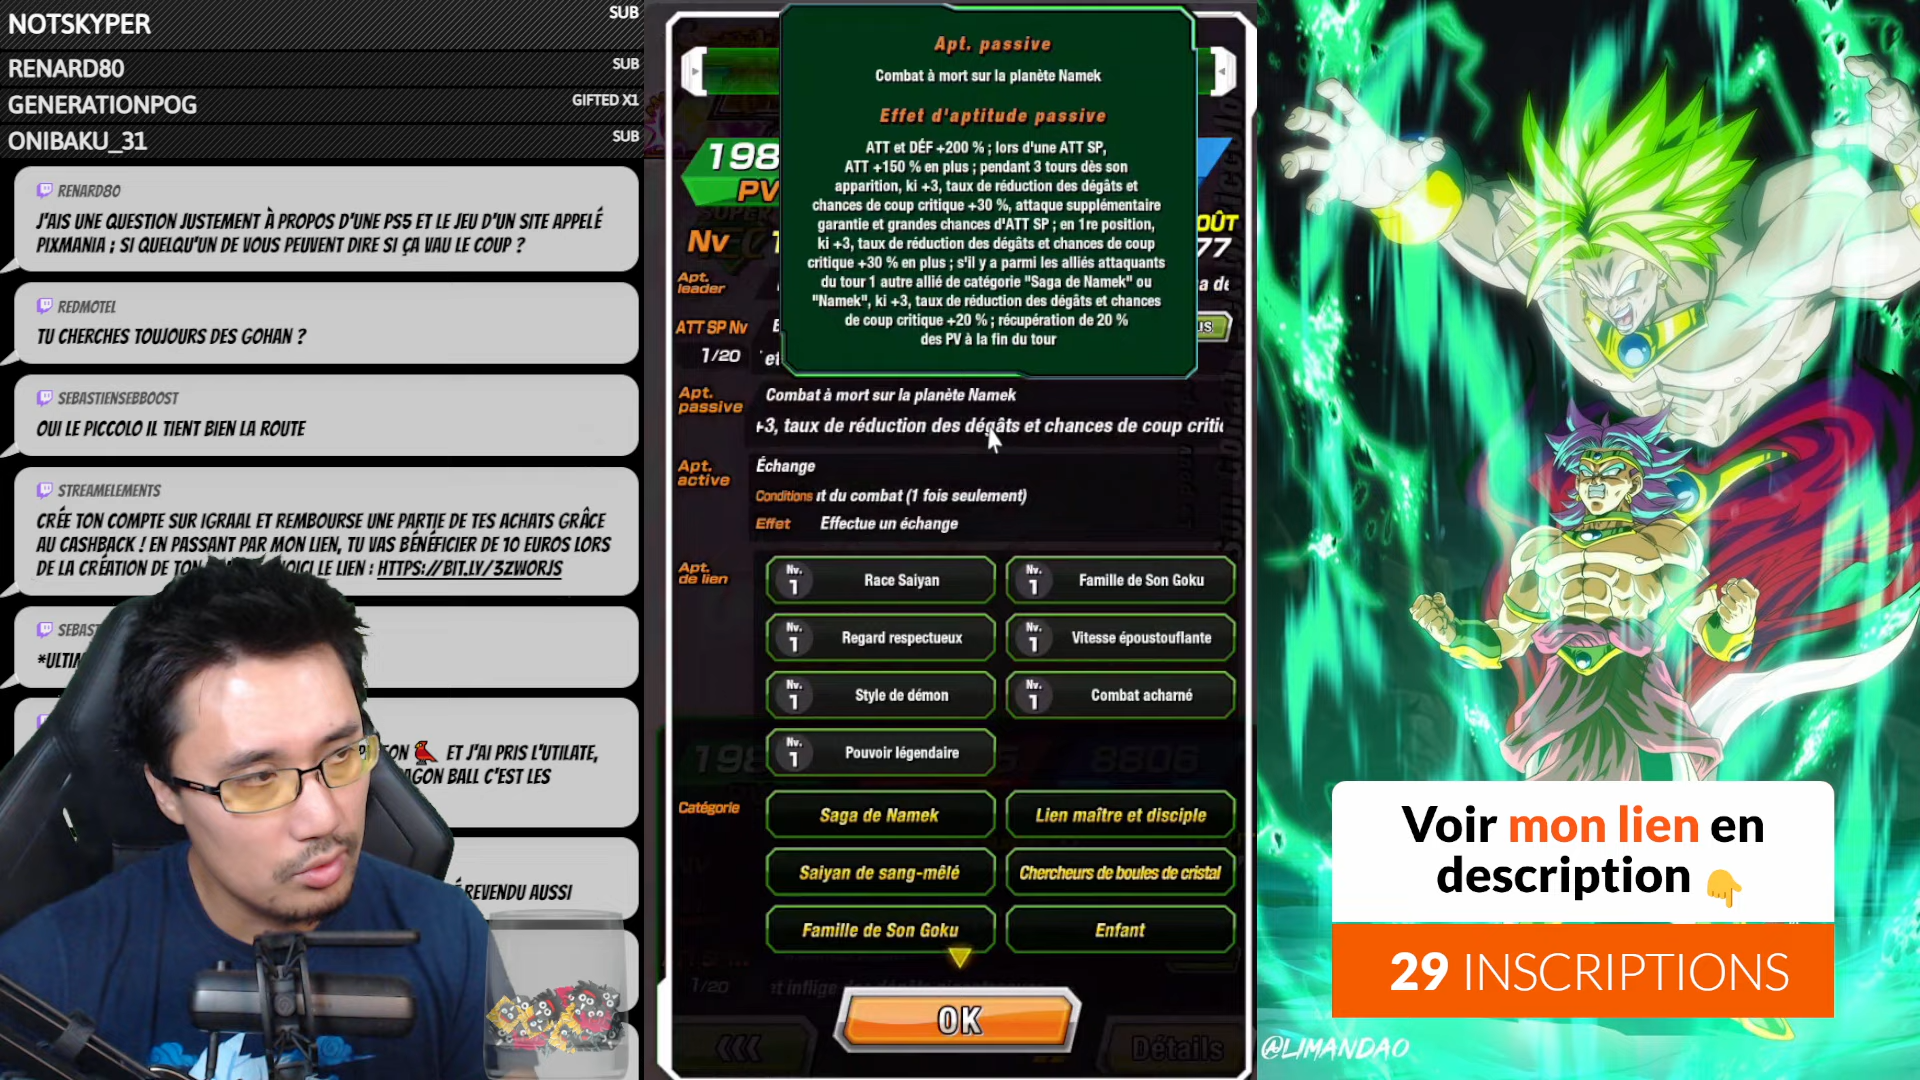 NOTSKYPER
SUB
RENARD80
SUB
GENERATIONPOG
GIFTED X1
ONIBAKU_31
SUB
RENARD80
J'AIS UNE QUESTION JUSTEMENT À PROPOS D'UNE PS5 ET LE JEU D'UN SITE APPELÉ
PIXMANIA ; SI QUELQU'UN DE VOUS PEUVENT DIRE SI ÇA VAU LE COUP ?
REDMOTEL
TU CHERCHES TOUJOURS DES GOHAN ?
SEBASTIENSEBBOOST
OUI LE PICCOLO IL TIENT BIEN LA ROUTE
STREAMELEMENTS
CRÉE TON COMPTE SUR IGRAAL ET REMBOURSE UNE PARTIE DE TES ACHATS GRÂCE
AU CASHBACK ! EN PASSANT PAR MON LIEN, TU VAS BÉNÉFICIER DE 10 EUROS LORS
DE LA CRÉATION DE TON
LE LIEN : HTTPS://BIT.LY/3ZWORJS
SEBAST
*ULTI
ET J'AI PRIS L'UTILATE,
AGON BALL C'EST LES
REVENDU AUSSI
Apt. passive
Combat à mort sur la planète Namek
Effet d'aptitude passive
ATT et DÉF +200 % ; lors d'une ATT SP,
ATT +150 % en plus ; pendant 3 tours dès son
apparition, ki +3, taux de réduction des dégâts et
chances de coup critique +30 %, attaque supplémentaire
garantie et grandes chances d'ATT SP ; en 1re position,
ki +3, taux de réduction des dégâts et chances de coup
critique +30 % en plus ; s'il y a parmi les alliés attaquants
du tour 1 autre allié de catégorie "Saga de Namek" ou
"Namek", ki +3, taux de réduction des dégâts et chances
de coup critique +20 % ; récupération de 20 %
des PV à la fin du tour
198
PV
OÛT
77
Nv
Apt.
leader
a de
ATT SP Nv
1/20
et
US
Apt.
passive
Combat à mort sur la planète Namek
+3, taux de réduction des dégâts et chances de coup criti
Apt.
active
Échange
Conditions
t du combat (1 fois seulement)
Effet
Effectue un échange
Apt.
de lien
Nv.
1
Race Saiyan
Nv.
1
Famille de Son Goku
Nv.
1
Regard respectueux
Nv.
1
Vitesse époustouflante
Nv.
1
Style de démon
Nv.
1
Combat acharné
Nv.
1
Pouvoir légendaire
198
8806
Catégorie
Saga de Namek
Lien maître et disciple
Saiyan de sang-mêlé
Chercheurs de boules de cristal
Famille de Son Goku
Enfant
1/20
OK
Détails
Voir mon lien en
description
29 INSCRIPTIONS
@LIMANDAO